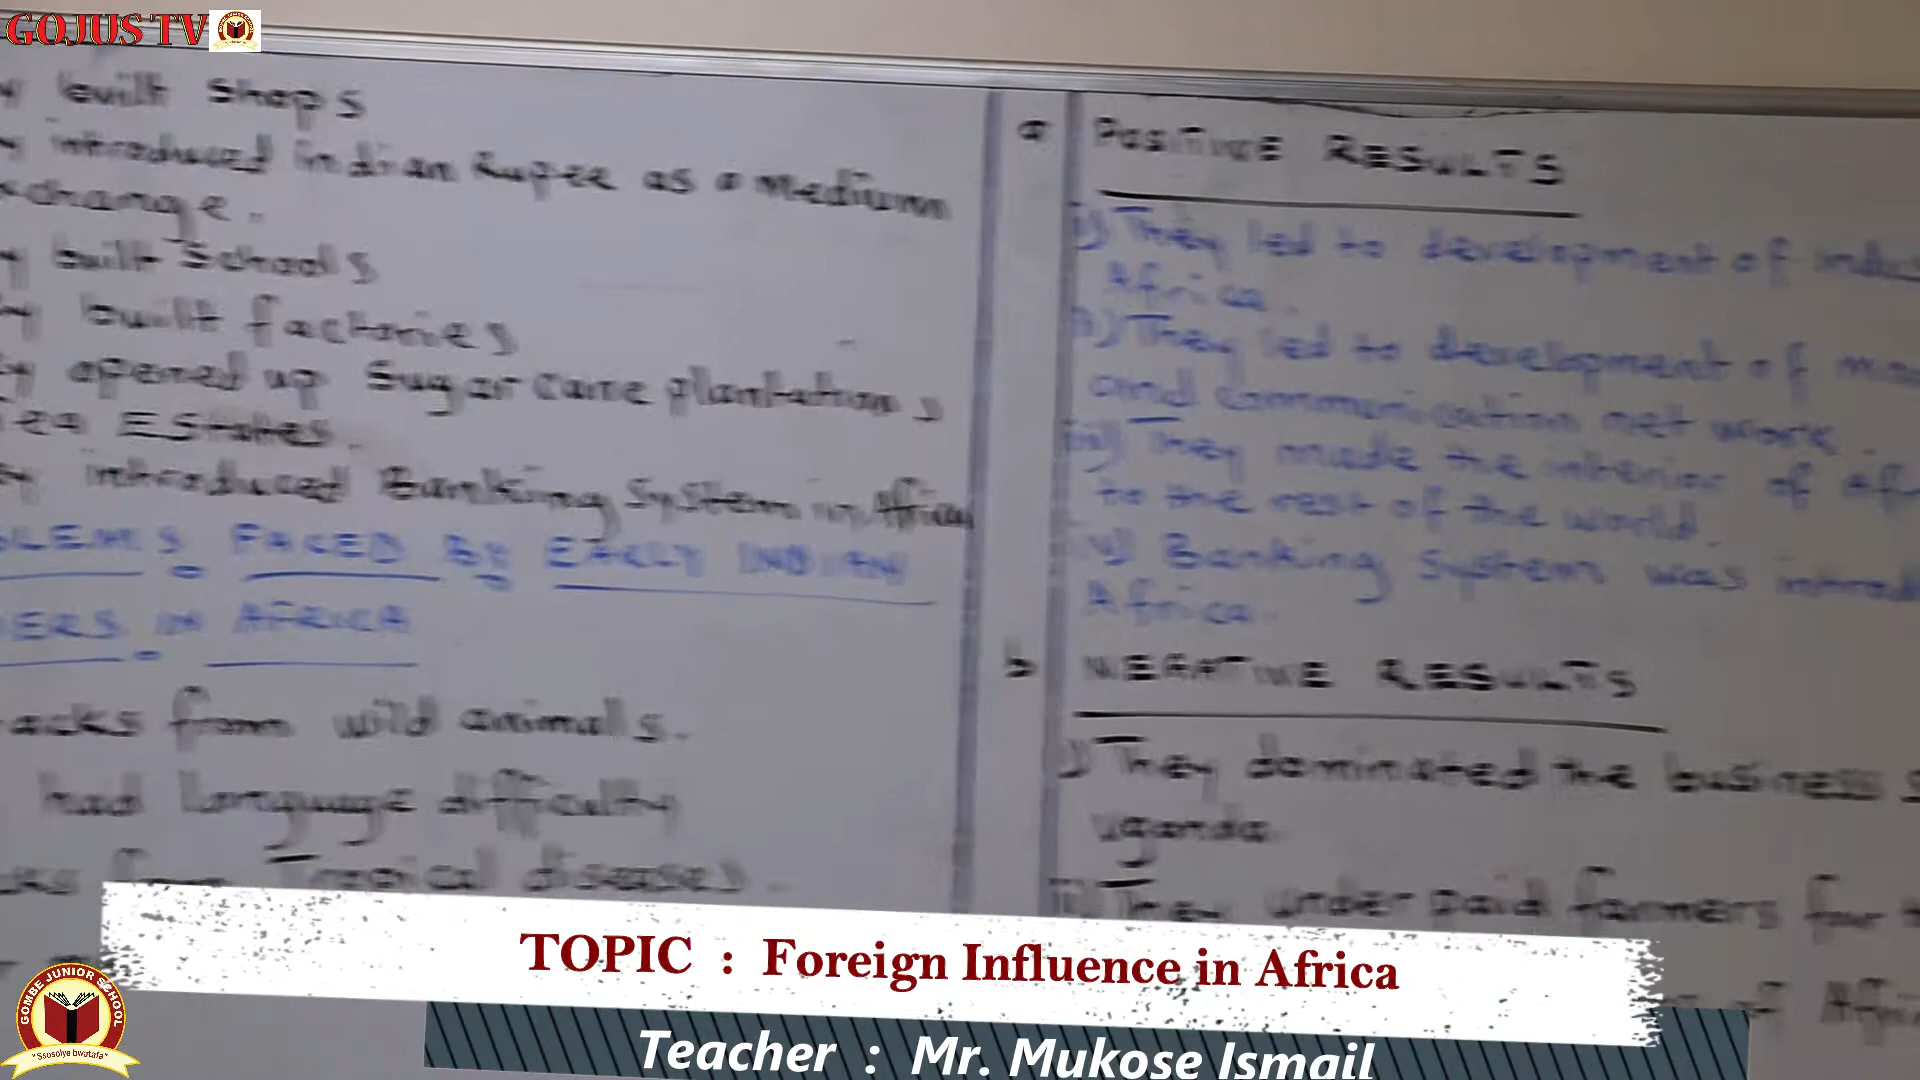 GOJUS TV
built Shops
introduced indian Rupee as a medium
change.
built Schools
built factories
opened up Sugar cane plantations
Estates.
introduced Banking System in Africa
FACED BY EARLY INDIAN
IN AFRICA
from wild animals.
had language difficulty
from Tropical diseases.
a POSITIVE RESULTS
i) They led to development of
Africa.
ii) They led to development of
and communication net work.
iii) They made the interior of
to the rest of the world.
iv) Banking System was
Africa.
b NEGATIVE RESULTS
i) They dominated the business
uganda.
ii) They under paid farmers for
of
TOPIC : Foreign Influence in Africa
Teacher : Mr. Mukose Ismail
GOMBE JUNIOR SCHOOL
"Ssosolye bwatafa"